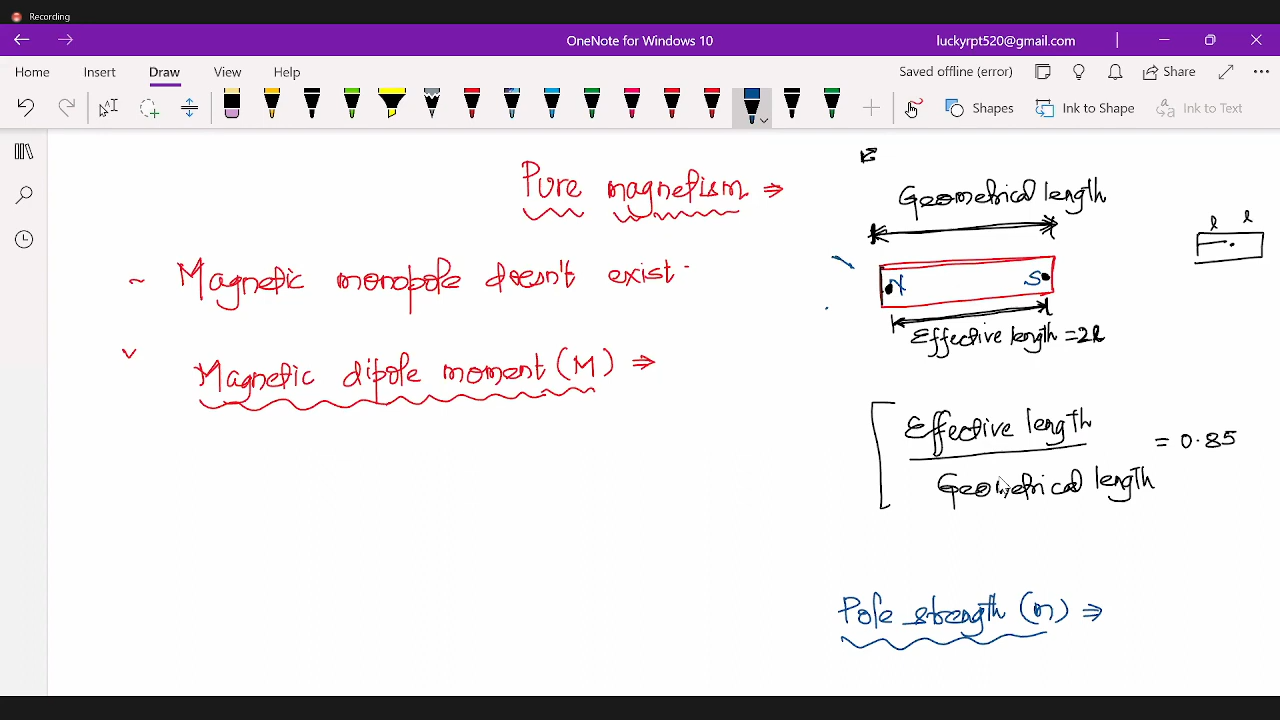 Recording
OneNote for Windows 10
luckyrpt520@gmail.com
Home Insert Draw View Help
Saved offline (error)
Share
Shapes
Ink to Shape
Ink to Text
Pure magnetism ⇒
~ Magnetic monopole doesn't exist.
Magnetic dipole moment (M) ⇒
Geometrical length
N S
Effective length = 2l
l l
Effective length
= 0.85
Geometrical length
Pole strength (m) ⇒